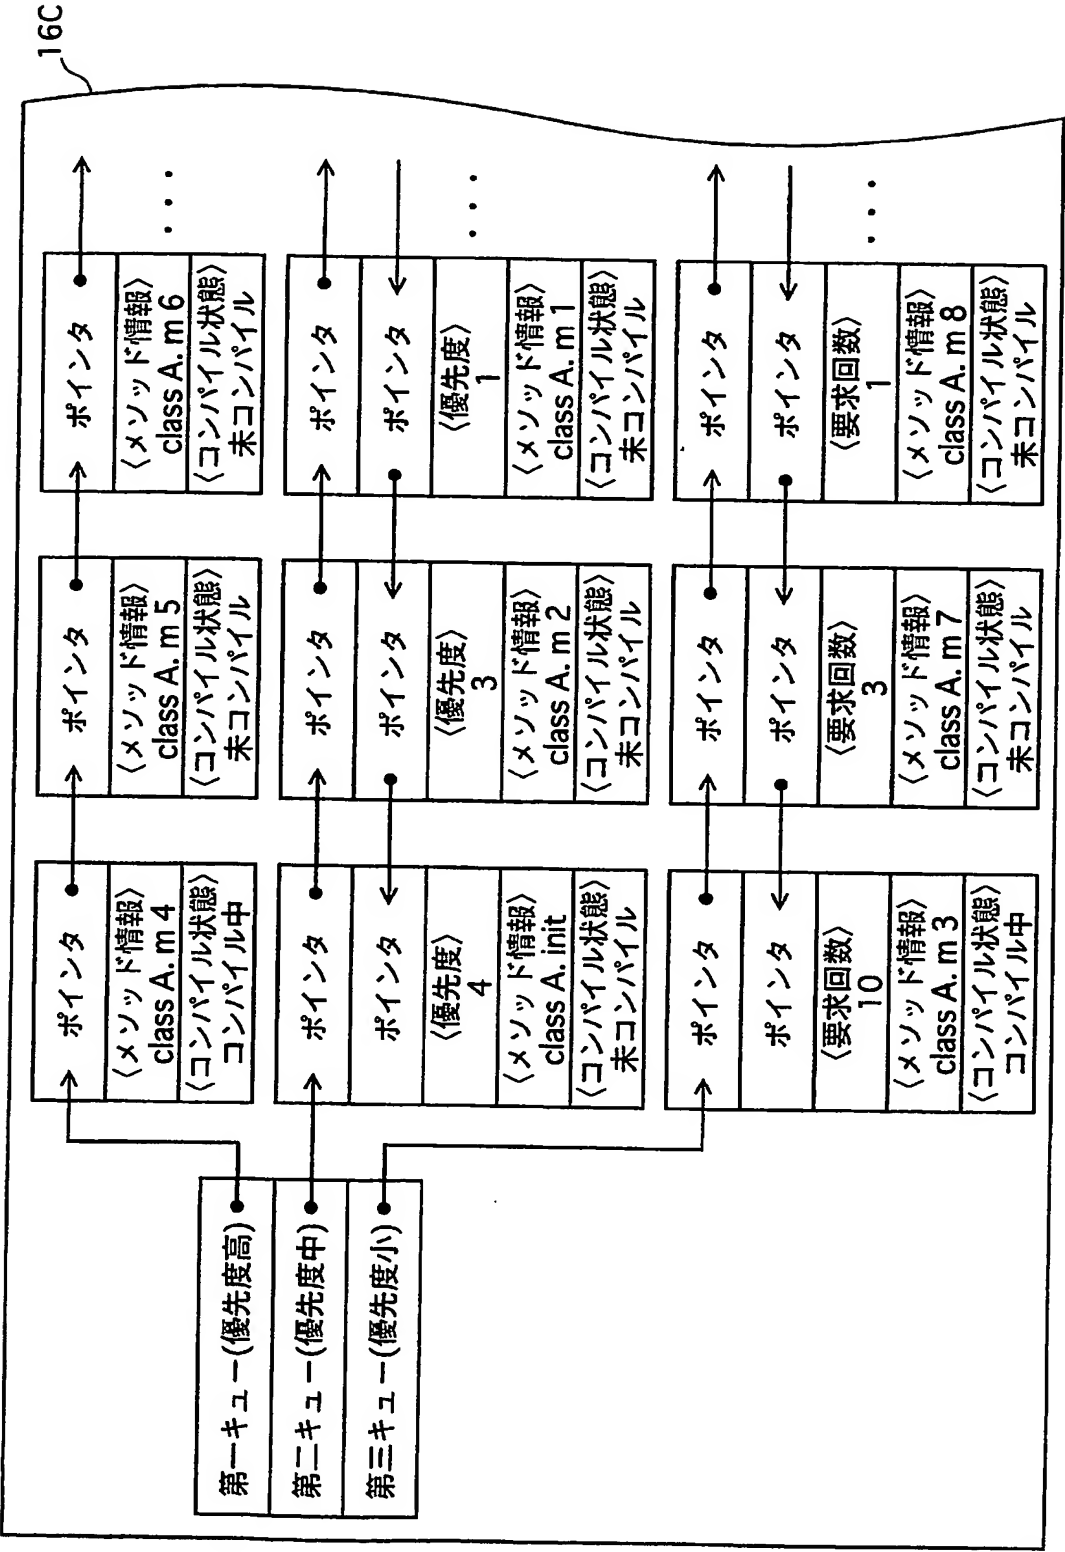 16C
第一キュー(優先度高)
第二キュー(優先度中)
第三キュー(優先度小)
ポインタ
〈メソッド情報〉
class A. m 4
〈コンパイル状態〉
コンパイル中
ポインタ
〈メソッド情報〉
class A. m 5
〈コンパイル状態〉
未コンパイル
ポインタ
〈メソッド情報〉
class A. m 6
〈コンパイル状態〉
未コンパイル
・・・
ポインタ
ポインタ
〈優先度〉
4
〈メソッド情報〉
class A. init
〈コンパイル状態〉
未コンパイル
ポインタ
ポインタ
〈優先度〉
3
〈メソッド情報〉
class A. m 2
〈コンパイル状態〉
未コンパイル
ポインタ
ポインタ
〈優先度〉
1
〈メソッド情報〉
class A. m 1
〈コンパイル状態〉
未コンパイル
・・・
ポインタ
ポインタ
〈要求回数〉
10
〈メソッド情報〉
class A. m 3
〈コンパイル状態〉
コンパイル中
ポインタ
ポインタ
〈要求回数〉
3
〈メソッド情報〉
class A. m 7
〈コンパイル状態〉
未コンパイル
ポインタ
ポインタ
〈要求回数〉
1
〈メソッド情報〉
class A. m 8
〈コンパイル状態〉
未コンパイル
・・・